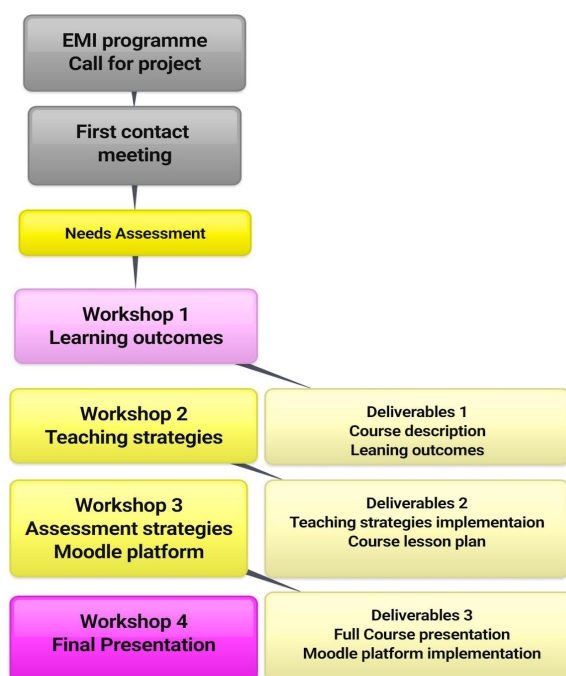 EMI programme
Call for project
First contact
meeting
Needs Assessment
Workshop 1
Learning outcomes
Workshop 2
Teaching strategies
Deliverables 1
Course description
Leaning outcomes
Workshop 3
Assessment strategies
Moodle platform
Deliverables 2
Teaching strategies implementaion
Course lesson plan
Workshop 4
Final Presentation
Deliverables 3
Full Course presentation
Moodle platform implementation